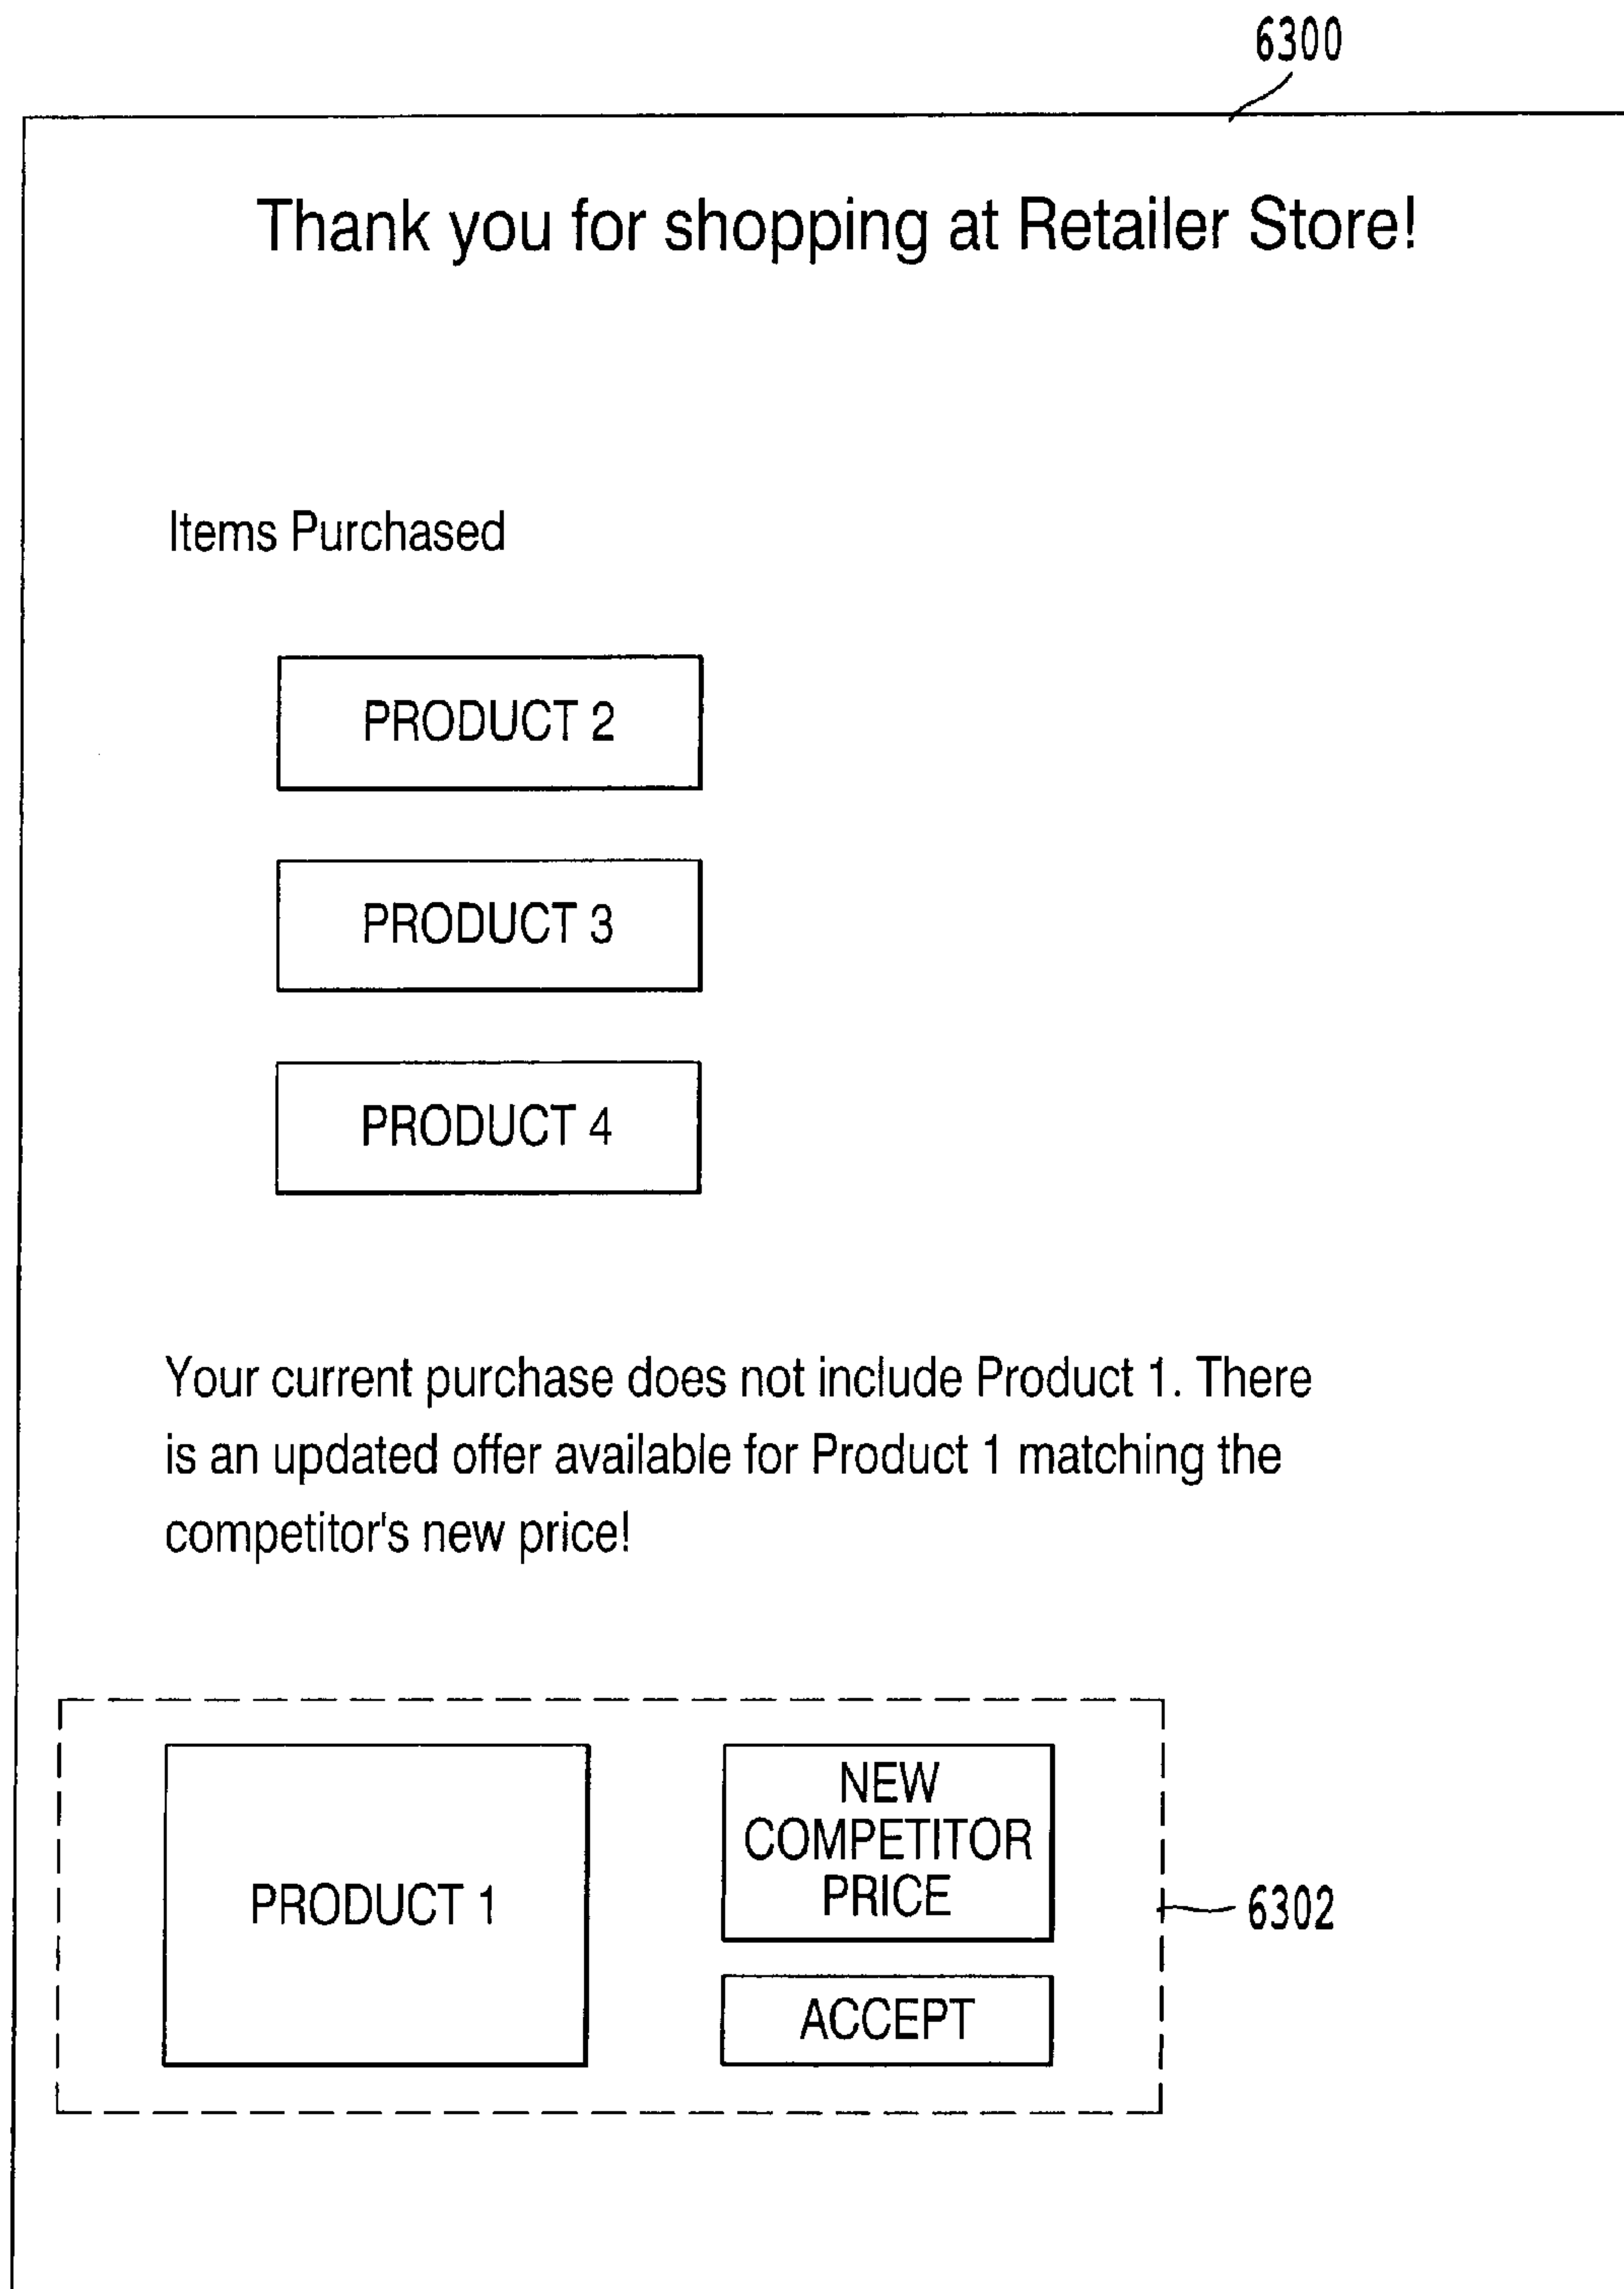 6300
Thank you for shopping at Retailer Store!
Items Purchased
PRODUCT 2
PRODUCT 3
PRODUCT 4
Your current purchase does not include Product 1. There
is an updated offer available for Product 1 matching the
competitor's new price!
PRODUCT 1
NEW
COMPETITOR
PRICE
6302
ACCEPT